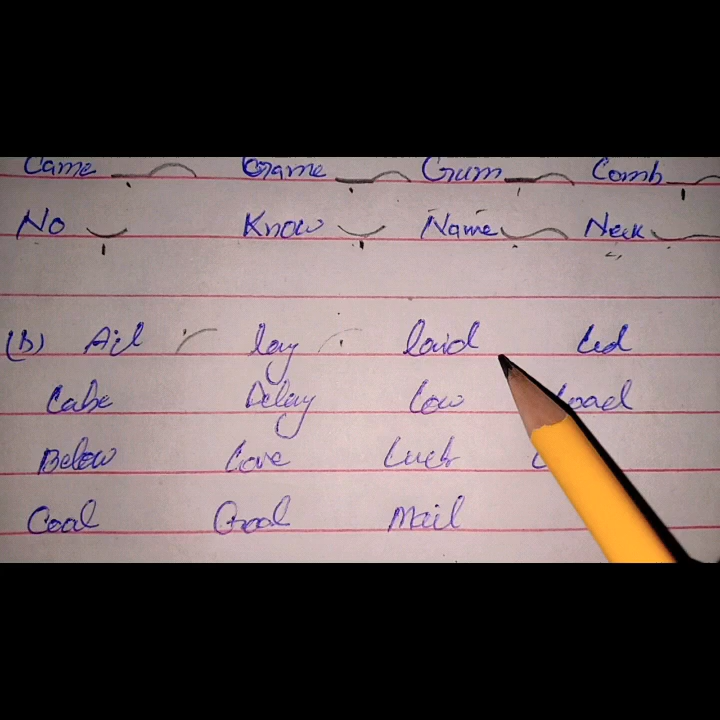 Came Game Gum Comb
No Know Name Neck
(B) Ail lay laid led
Cake Delay Low Load
Below Love Luck
Coal Goal Mail